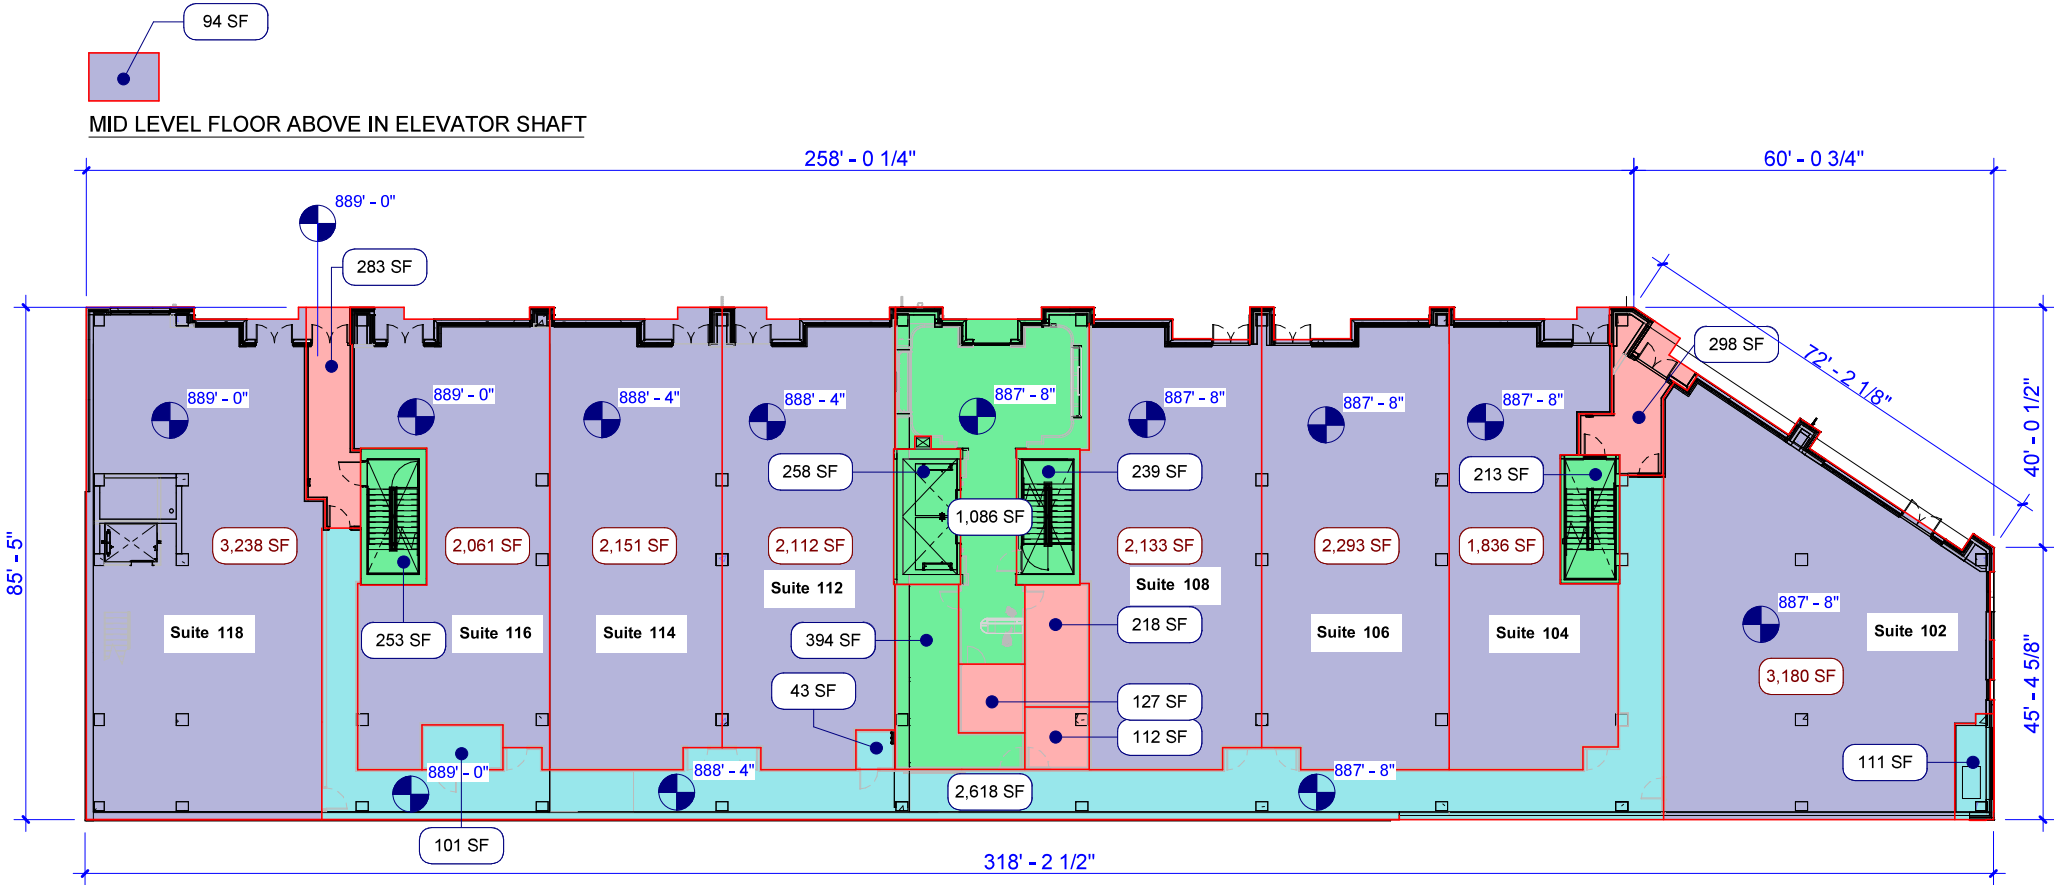 94 SF
MID LEVEL FLOOR ABOVE IN ELEVATOR SHAFT
258' - 0 1/4"
60' - 0 3/4"
889' - 0"
283 SF
298 SF
72' - 2 1/8"
40' - 0 1/2"
889' - 0"
889' - 0"
888' - 4"
888' - 4"
887' - 8"
887' - 8"
887' - 8"
887' - 8"
258 SF
239 SF
213 SF
1,086 SF
3,238 SF
2,061 SF
2,151 SF
2,112 SF
2,133 SF
2,293 SF
1,836 SF
85' - 5"
Suite 112
Suite 108
887' - 8"
Suite 118
253 SF
Suite 116
Suite 114
394 SF
218 SF
Suite 106
Suite 104
Suite 102
3,180 SF
45' - 4 5/8"
43 SF
127 SF
112 SF
889' - 0"
888' - 4"
887' - 8"
111 SF
2,618 SF
101 SF
318' - 2 1/2"